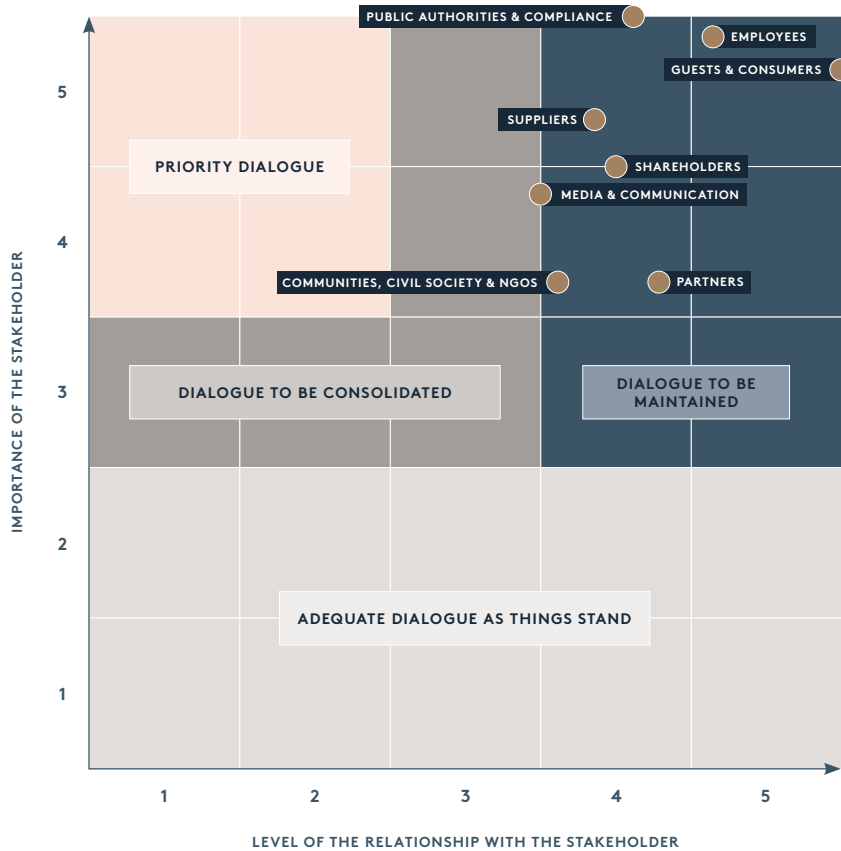 PUBLIC AUTHORITIES & COMPLIANCE
EMPLOYEES
GUESTS & CONSUMERS
5
SUPPLIERS
PRIORITY DIALOGUE
SHAREHOLDERS
MEDIA & COMMUNICATION
4
COMMUNITIES, CIVIL SOCIETY & NGOS
PARTNERS
IMPORTANCE OF THE STAKEHOLDER
3
DIALOGUE TO BE CONSOLIDATED
DIALOGUE TO BE
MAINTAINED
2
ADEQUATE DIALOGUE AS THINGS STAND
1
1 2 3 4 5
LEVEL OF THE RELATIONSHIP WITH THE STAKEHOLDER